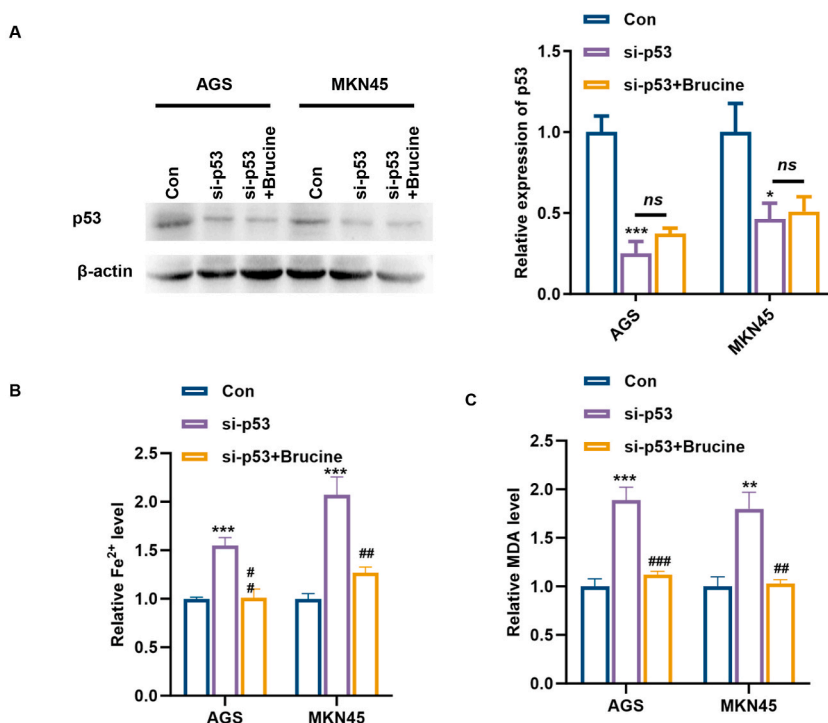 A
AGS
MKN45
Con
si-p53
si-p53
+Brucine
Con
si-p53
si-p53
+Brucine
p53
β-actin
Con
si-p53
si-p53+Brucine
Relative expression of p53
1.5
1.0
0.5
0.0
ns
***
ns
*
AGS
MKN45
B
Con
si-p53
si-p53+Brucine
Relative Fe²⁺ level
2.5
2.0
1.5
1.0
0.5
0.0
***
#
#
***
##
AGS
MKN45
C
Con
si-p53
si-p53+Brucine
Relative MDA level
2.5
2.0
1.5
1.0
0.5
0.0
***
###
**
##
AGS
MKN45